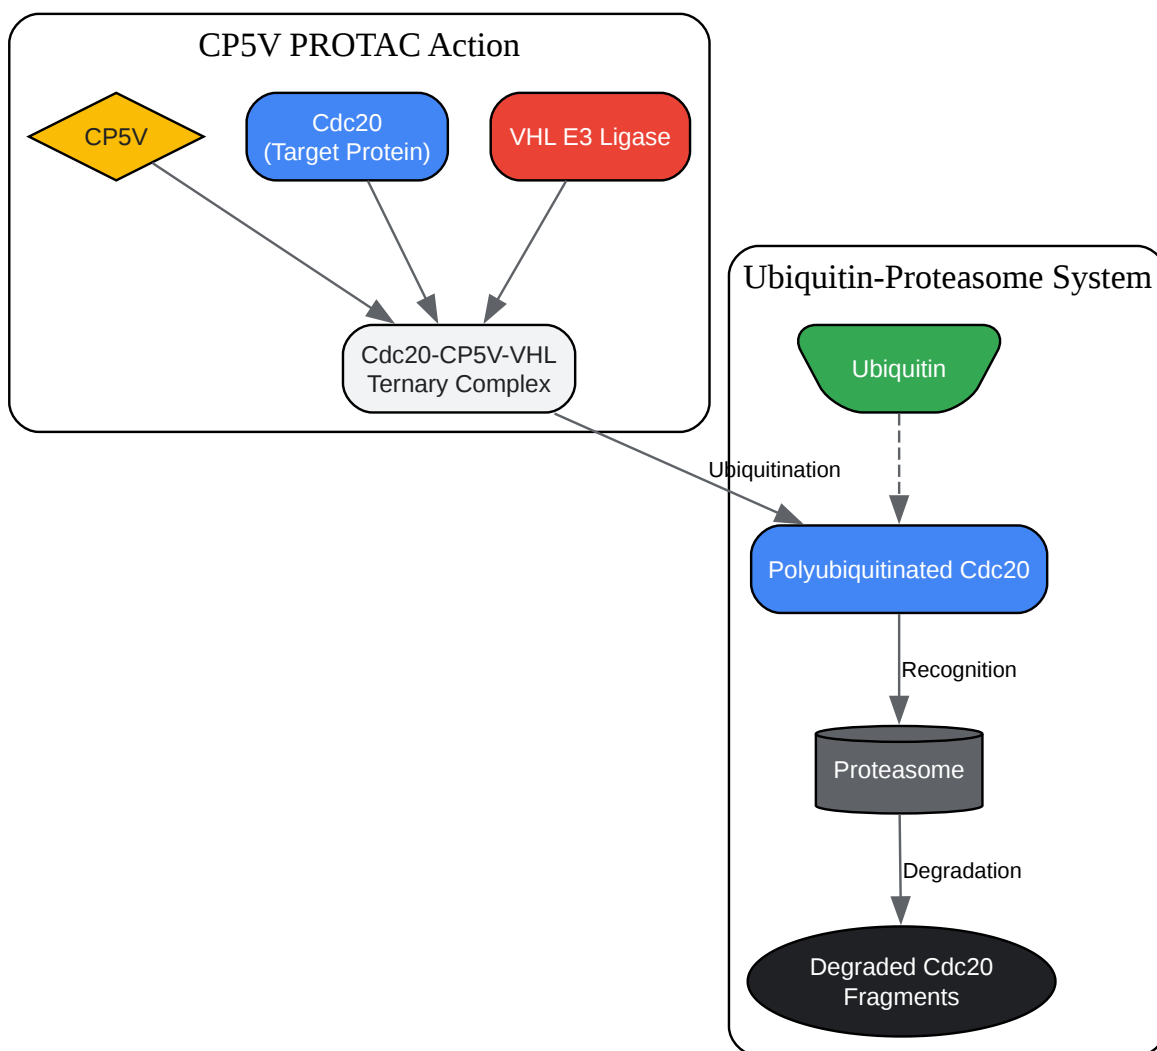 CP5V PROTAC Action
CP5V
Cdc20
(Target Protein)
VHL E3 Ligase
Cdc20-CP5V-VHL
Ternary Complex
Ubiquitin-Proteasome System
Ubiquitin
Ubiquitination
Polyubiquitinated Cdc20
Recognition
Proteasome
Degradation
Degraded Cdc20
Fragments